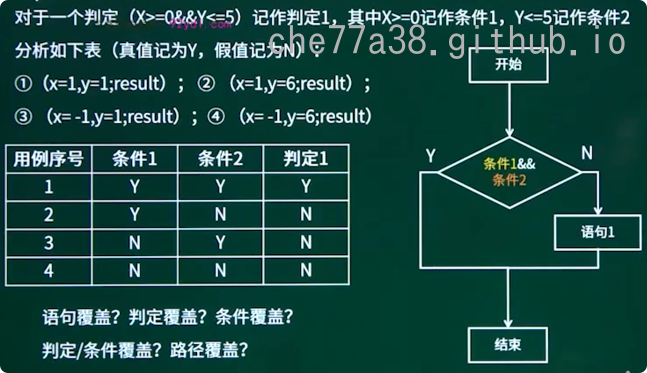 对于一个判定（X>=0&&Y<=5）记作判定1，其中X>=0记作条件1，Y<=5记作条件2
che77a38.github.io
分析如下表（真值记为Y，假值记为N）：
①（x=1,y=1;result）；②（x=1,y=6;result）；
③（x= -1,y=1;result）；④（x= -1,y=6;result）
用例序号 条件1 条件2 判定1
1 Y Y Y
2 Y N N
3 N Y N
4 N N N
语句覆盖？判定覆盖？条件覆盖？
判定/条件覆盖？路径覆盖？
开始
Y
N
条件1&&
条件2
语句1
结束